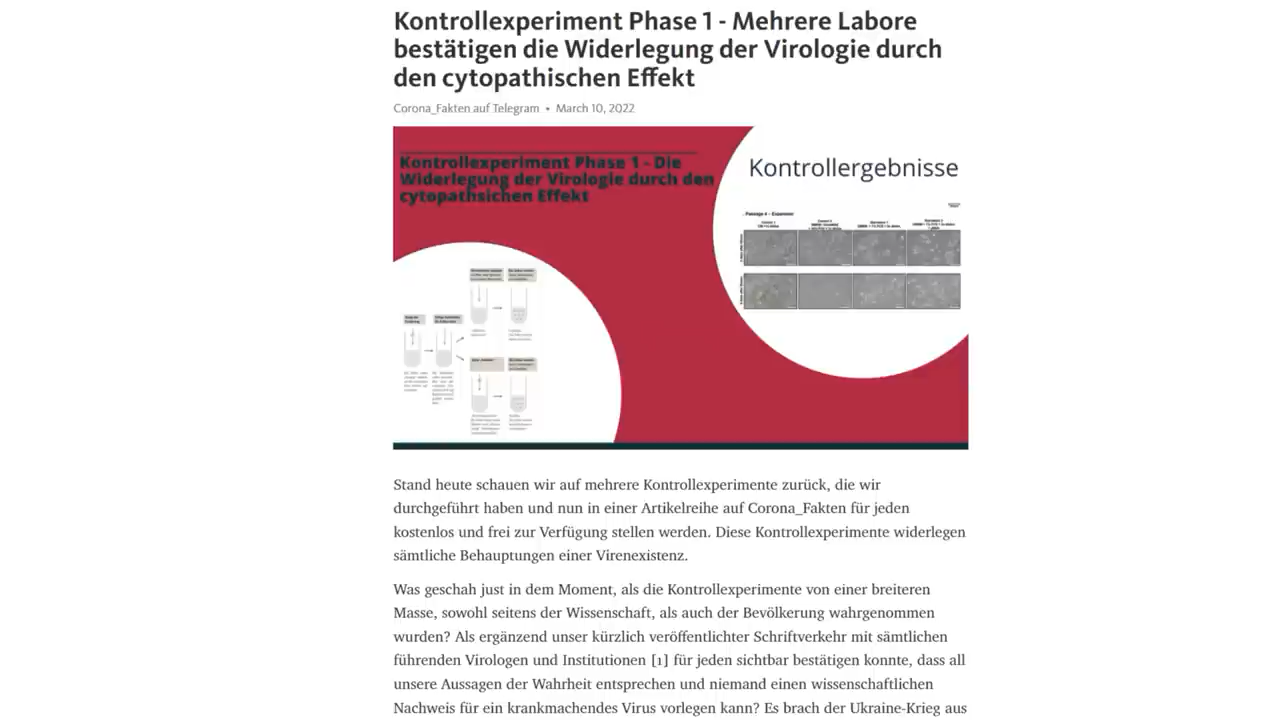 Kontrollexperiment Phase 1 - Mehrere Labore
bestätigen die Widerlegung der Virologie durch
den cytopathischen Effekt
Corona_Fakten auf Telegram • March 10, 2022
Kontrollexperiment Phase 1 - Die
Widerlegung der Virologie durch den
cytopathsichen Effekt
Kontrollergebnisse
Passage 4 – Expansion
Stand heute schauen wir auf mehrere Kontrollexperimente zurück, die wir
durchgeführt haben und nun in einer Artikelreihe auf Corona_Fakten für jeden
kostenlos und frei zur Verfügung stellen werden. Diese Kontrollexperimente widerlegen
sämtliche Behauptungen einer Virenexistenz.
Was geschah just in dem Moment, als die Kontrollexperimente von einer breiteren
Masse, sowohl seitens der Wissenschaft, als auch der Bevölkerung wahrgenommen
wurden? Als ergänzend unser kürzlich veröffentlichter Schriftverkehr mit sämtlichen
führenden Virologen und Institutionen [1] für jeden sichtbar bestätigen konnte, dass all
unsere Aussagen der Wahrheit entsprechen und niemand einen wissenschaftlichen
Nachweis für ein krankmachendes Virus vorlegen kann? Es brach der Ukraine-Krieg aus